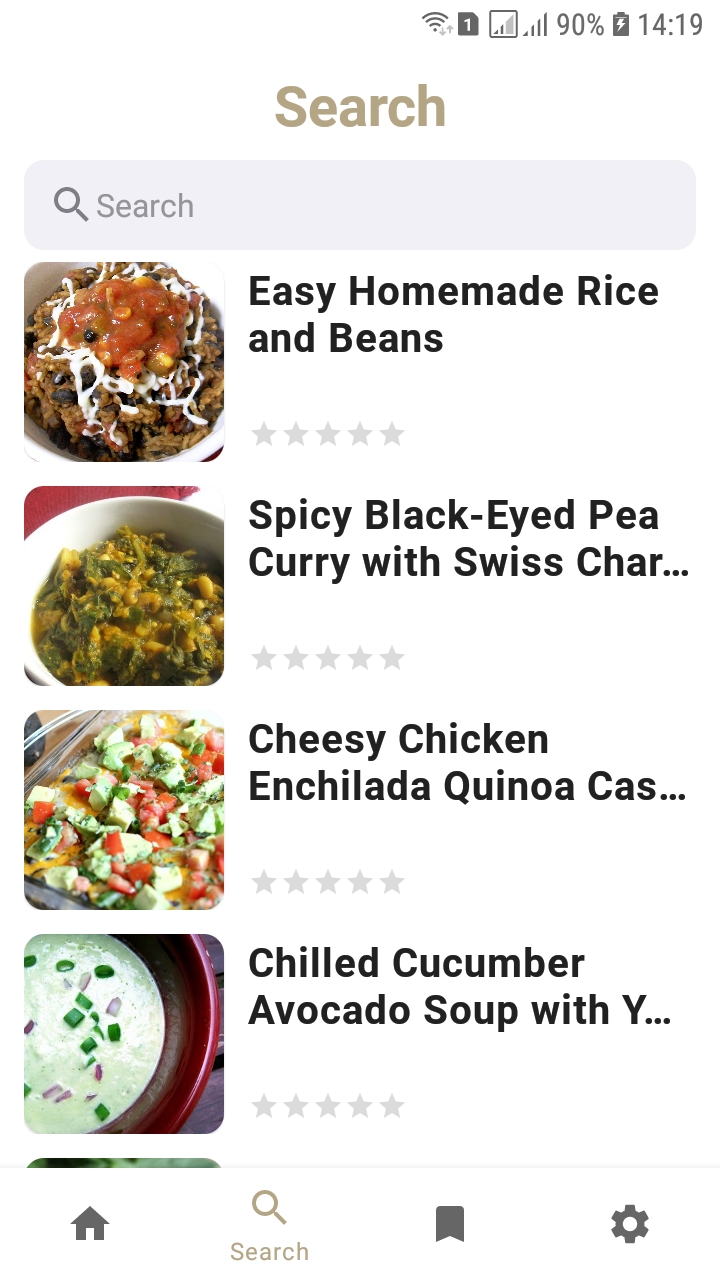 1 90% 14:19
Search
Search
Easy Homemade Rice
and Beans
Spicy Black-Eyed Pea
Curry with Swiss Char...
Cheesy Chicken
Enchilada Quinoa Cas...
Chilled Cucumber
Avocado Soup with Y...
Search